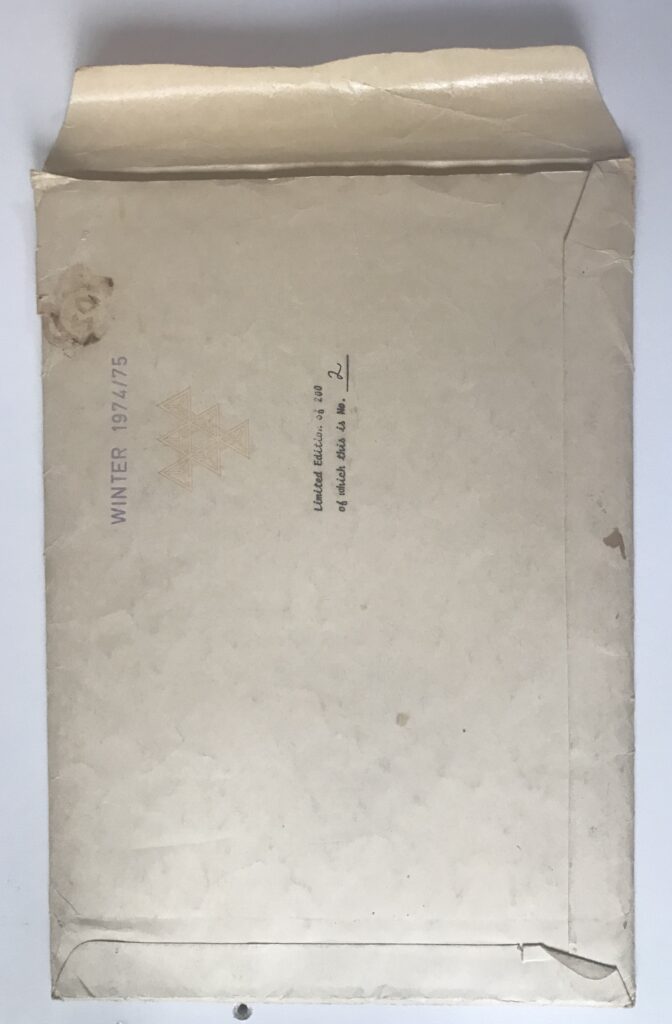 WINTER 1974/75
Limited Edition of 200
of which this is No. 2